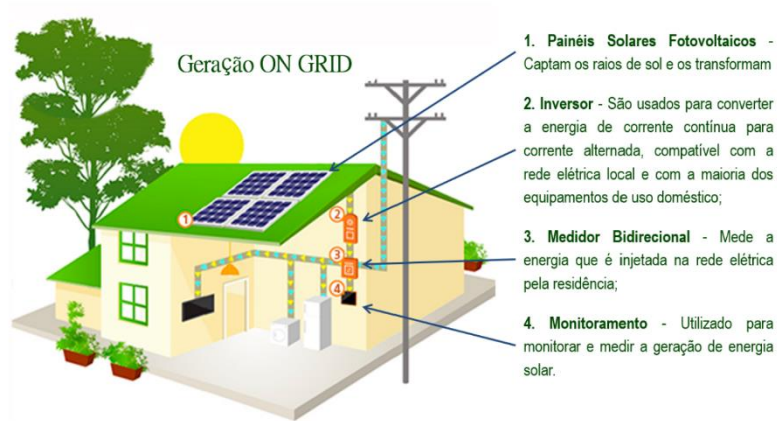 Geração ON GRID
1
2
3
4
1. Painéis Solares Fotovoltaicos -
Captam os raios de sol e os transformam
2. Inversor - São usados para converter
a energia de corrente contínua para
corrente alternada, compatível com a
rede elétrica local e com a maioria dos
equipamentos de uso doméstico;
3. Medidor Bidirecional - Mede a
energia que é injetada na rede elétrica
pela residência;
4. Monitoramento - Utilizado para
monitorar e medir a geração de energia
solar.